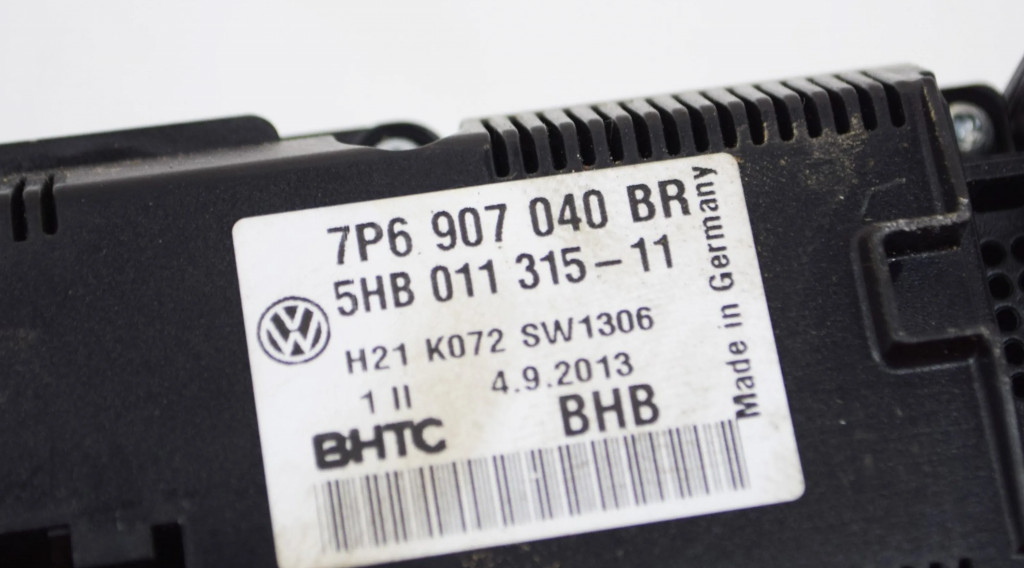 7P6 907 040 BR
5HB 011 315-11
H21 K072 SW1306
1 II 4.9.2013
BHTC BHB
Made in Germany